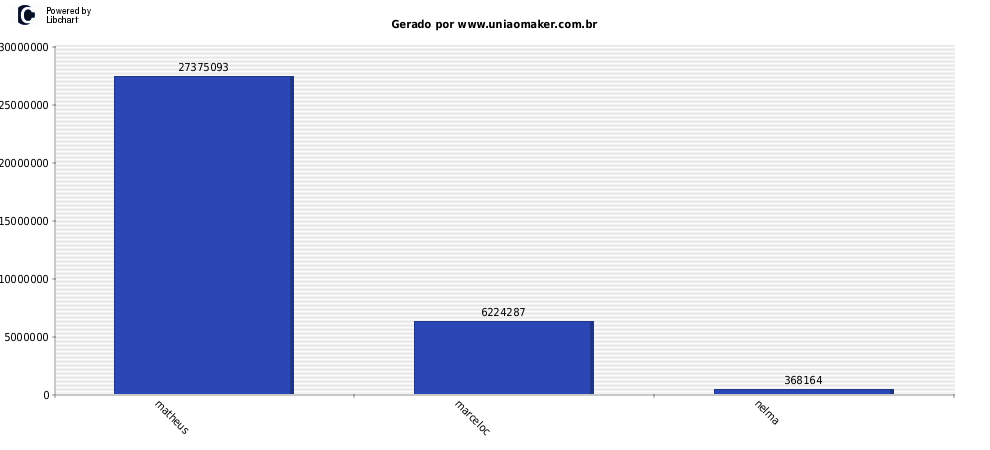 Powered by
Libchart
Gerado por www.uniaomaker.com.br
30000000
25000000
20000000
15000000
10000000
5000000
0
27375093
6224287
368164
matheus
marceloc
nelma